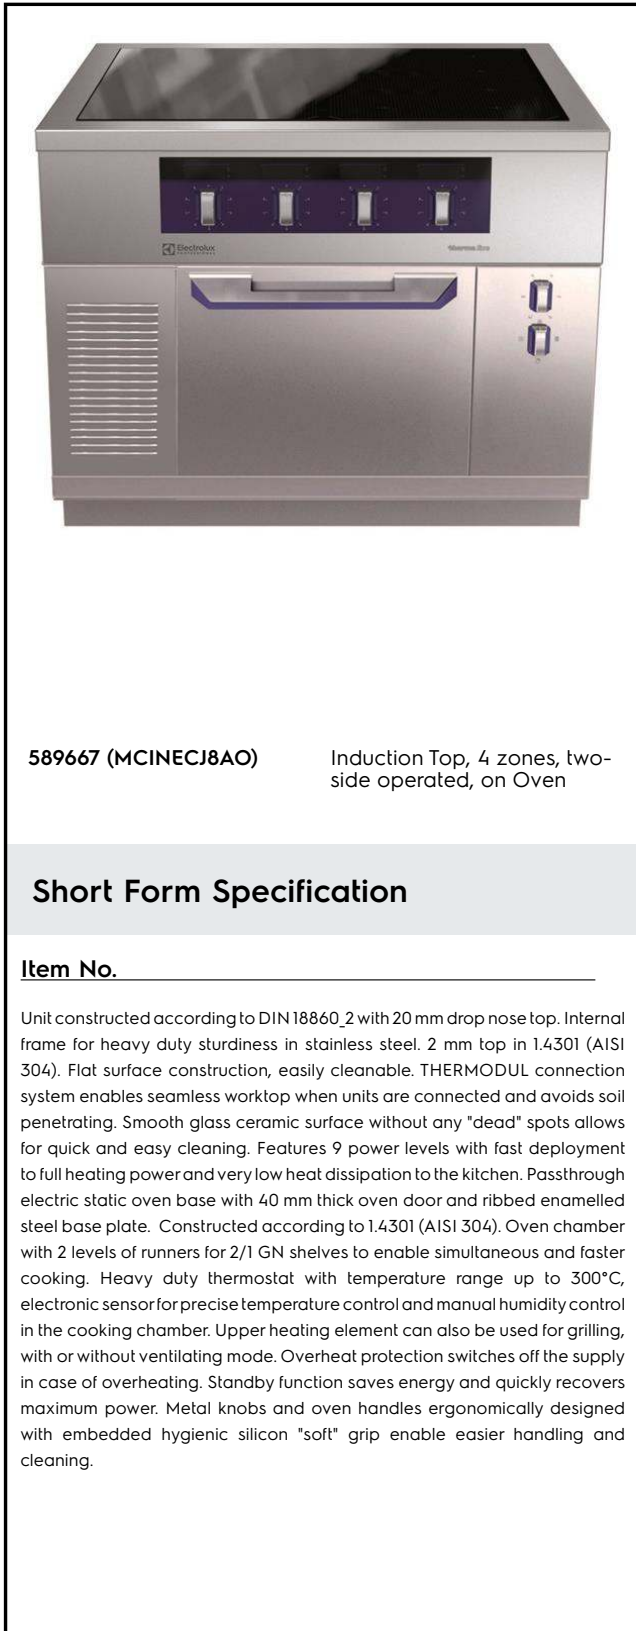 Electrolux
PROFESSIONAL
thermaline
589667 (MCINECJ8AO)
Induction Top, 4 zones, two-
side operated, on Oven
Short Form Specification
Item No.
Unit constructed according to DIN 18860_2 with 20 mm drop nose top. Internal
frame for heavy duty sturdiness in stainless steel. 2 mm top in 1.4301 (AISI
304). Flat surface construction, easily cleanable. THERMODUL connection
system enables seamless worktop when units are connected and avoids soil
penetrating. Smooth glass ceramic surface without any "dead" spots allows
for quick and easy cleaning. Features 9 power levels with fast deployment
to full heating power and very low heat dissipation to the kitchen. Passthrough
electric static oven base with 40 mm thick oven door and ribbed enamelled
steel base plate. Constructed according to 1.4301 (AISI 304). Oven chamber
with 2 levels of runners for 2/1 GN shelves to enable simultaneous and faster
cooking. Heavy duty thermostat with temperature range up to 300°C,
electronic sensor for precise temperature control and manual humidity control
in the cooking chamber. Upper heating element can also be used for grilling,
with or without ventilating mode. Overheat protection switches off the supply
in case of overheating. Standby function saves energy and quickly recovers
maximum power. Metal knobs and oven handles ergonomically designed
with embedded hygienic silicon "soft" grip enable easier handling and
cleaning.